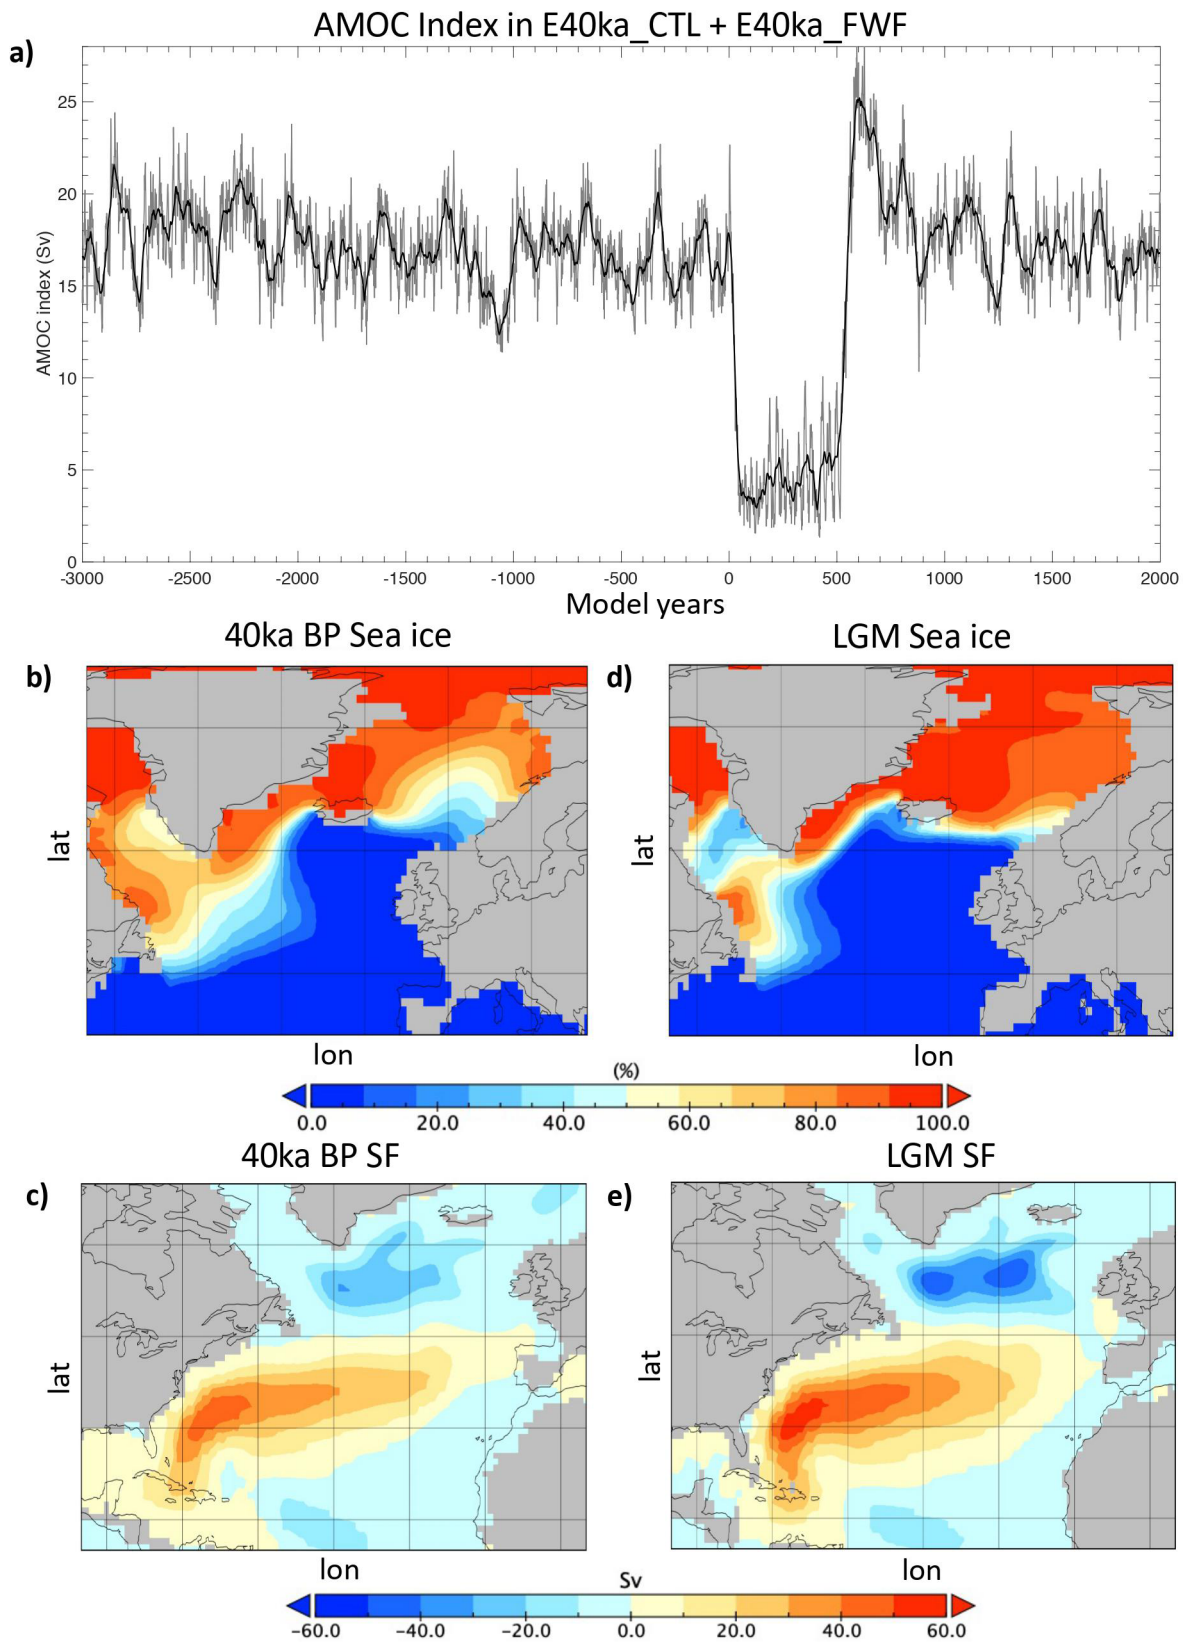 AMOC Index in E40ka_CTL + E40ka_FWF
a)
AMOC index (Sv)
25
20
15
10
5
0
-3000 -2500 -2000 -1500 -1000 -500 0 500 1000 1500 2000
Model years
40ka BP Sea ice
LGM Sea ice
b)
d)
lat
lat
lon
lon
(%)
0.0 20.0 40.0 60.0 80.0 100.0
40ka BP SF
LGM SF
c)
e)
lat
lat
lon
lon
Sv
−60.0 −40.0 −20.0 0.0 20.0 40.0 60.0